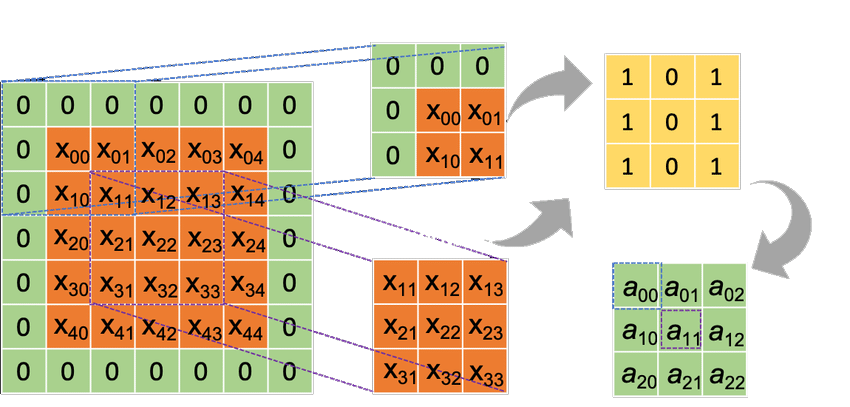 0 0 0 0 0 0 0
0 x₀₀ x₀₁ x₀₂ x₀₃ x₀₄ 0
0 x₁₀ x₁₁ x₁₂ x₁₃ x₁₄ 0
0 x₂₀ x₂₁ x₂₂ x₂₃ x₂₄ 0
0 x₃₀ x₃₁ x₃₂ x₃₃ x₃₄ 0
0 x₄₀ x₄₁ x₄₂ x₄₃ x₄₄ 0
0 0 0 0 0 0 0
0 0 0
0 x₀₀ x₀₁
0 x₁₀ x₁₁
x₁₁ x₁₂ x₁₃
x₂₁ x₂₂ x₂₃
x₃₁ x₃₂ x₃₃
1 0 1
1 0 1
1 0 1
a₀₀ a₀₁ a₀₂
a₁₀ a₁₁ a₁₂
a₂₀ a₂₁ a₂₂